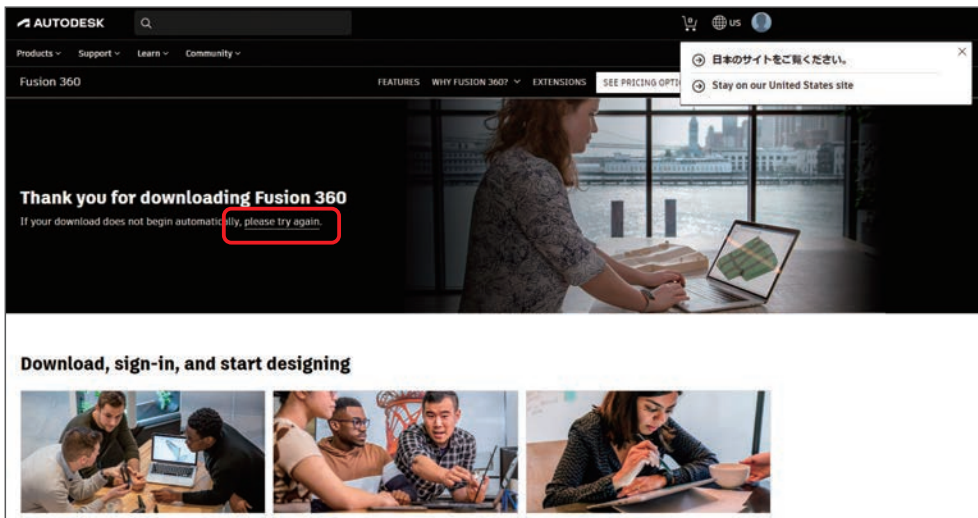 AUTODESK
US
Products Support Learn Community
日本のサイトをご覧ください。
Stay on our United States site
Fusion 360 FEATURES WHY FUSION 360? EXTENSIONS SEE PRICING OPTI
Thank you for downloading Fusion 360
If your download does not begin automatically, please try again.
Download, sign-in, and start designing